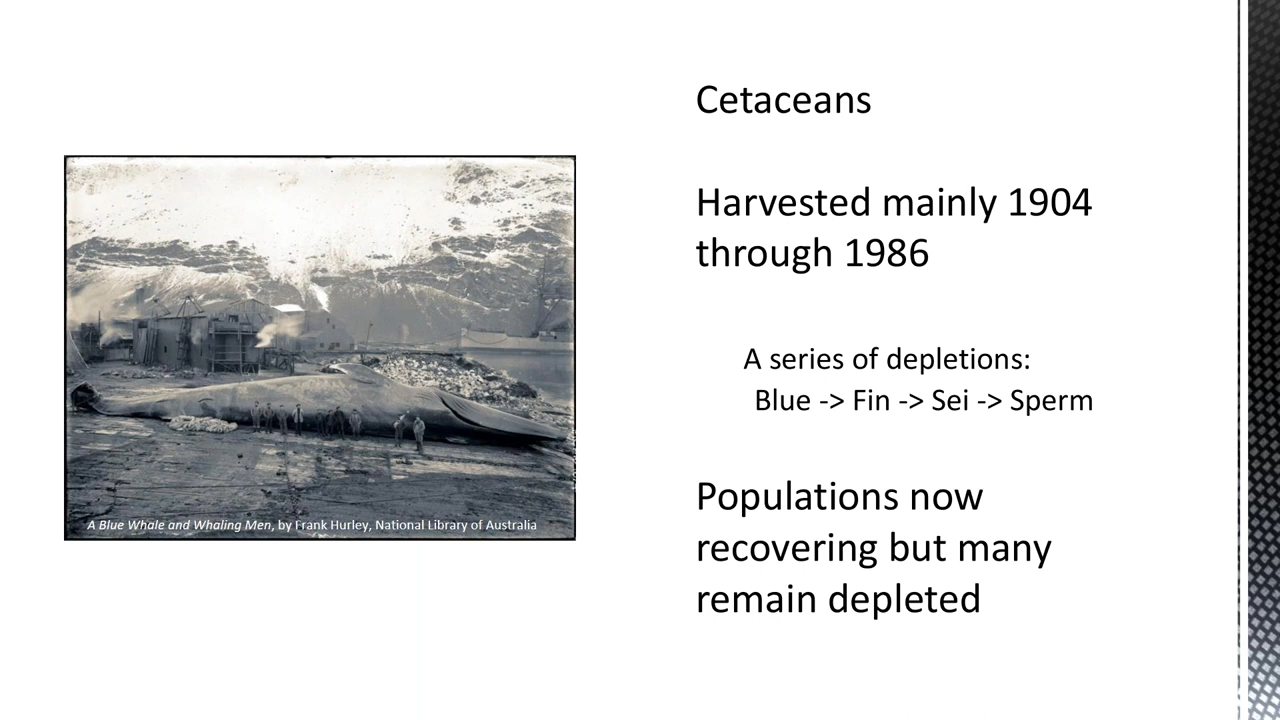 Cetaceans
Harvested mainly 1904
through 1986
A series of depletions:
Blue -> Fin -> Sei -> Sperm
Populations now
recovering but many
remain depleted
A Blue Whale and Whaling Men, by Frank Hurley, National Library of Australia